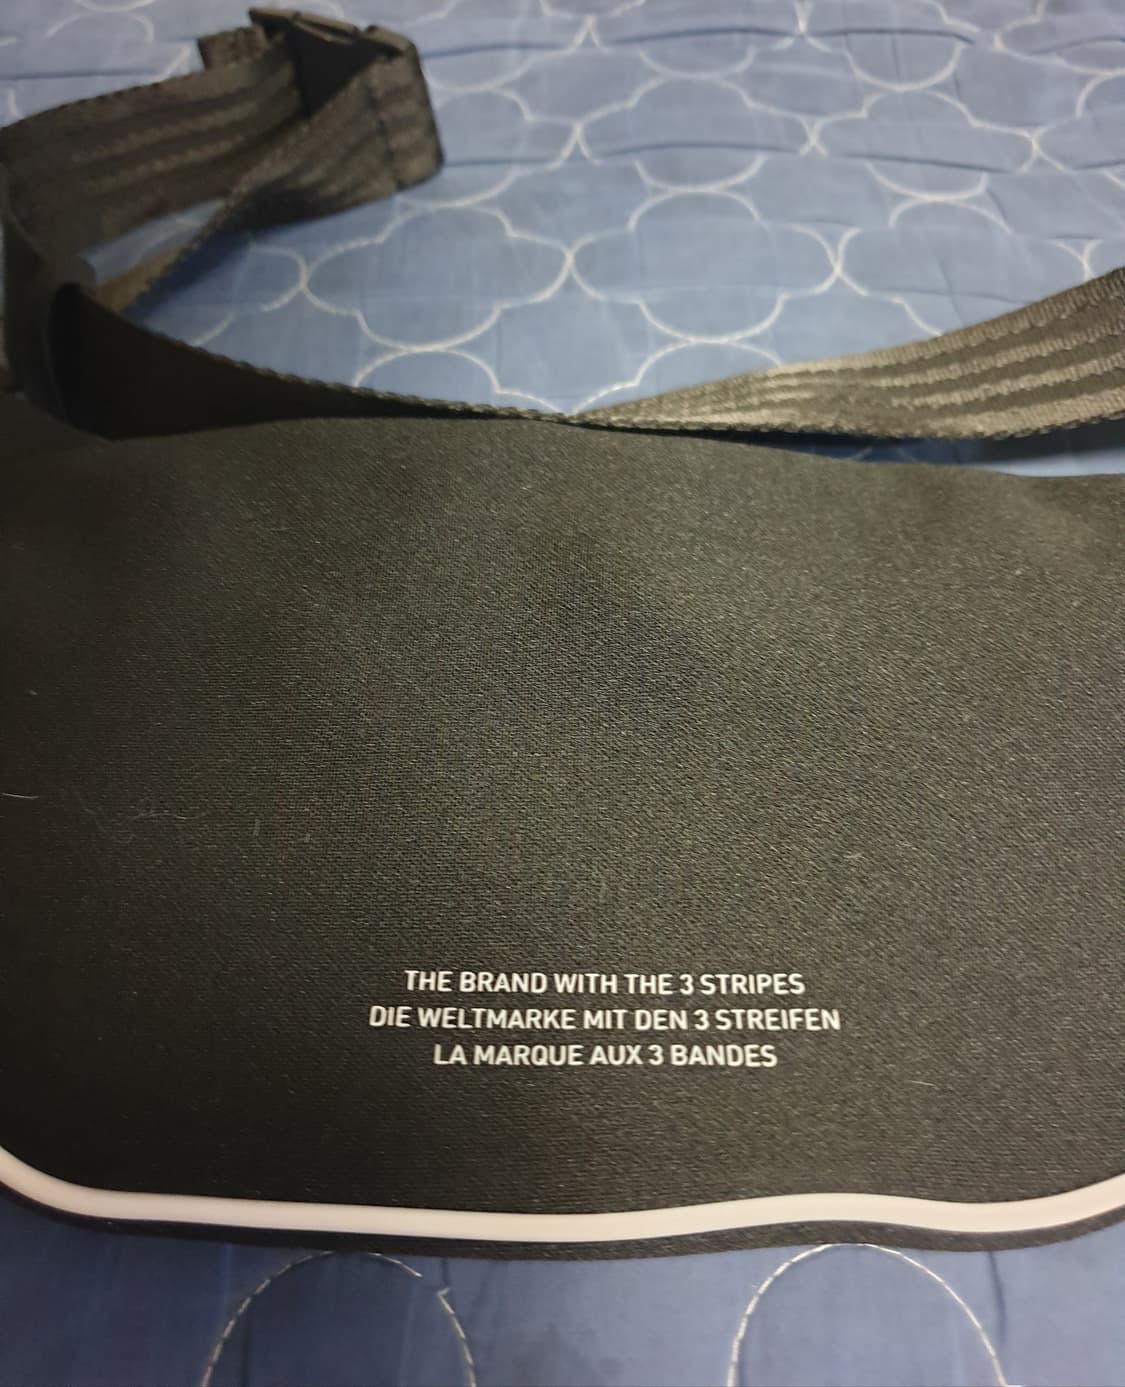 THE BRAND WITH THE 3 STRIPES
DIE WELTMARKE MIT DEN 3 STREIFEN
LA MARQUE AUX 3 BANDES